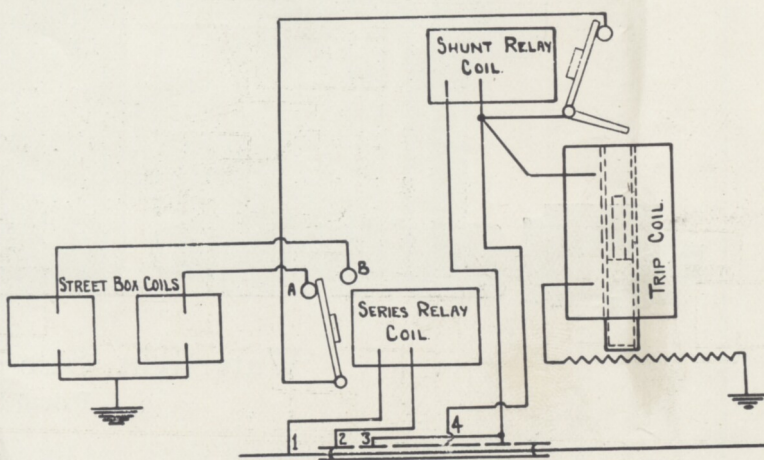 SHUNT RELAY
COIL.
TRIP COIL.
B
STREET BOX COILS
A
SERIES RELAY
COIL.
1
2
3
4